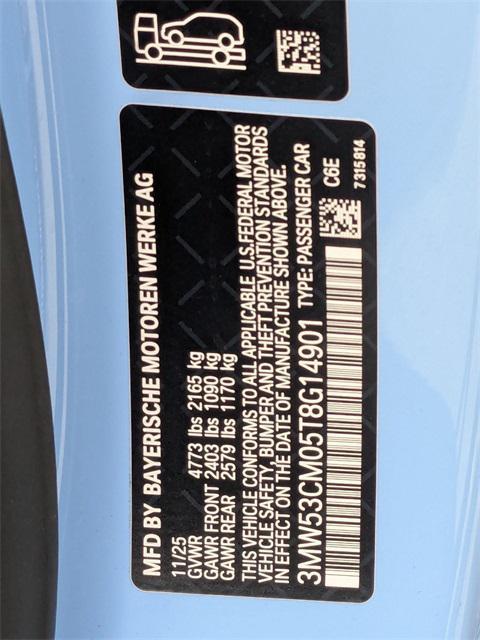 MFD BY BAYERISCHE MOTOREN WERKE AG
11/25
GVWR 4773 lbs 2165 kg
GAWR FRONT 2403 lbs 1090 kg
GAWR REAR 2579 lbs 1170 kg
THIS VEHICLE CONFORMS TO ALL APPLICABLE U.S.FEDERAL MOTOR
VEHICLE SAFETY, BUMPER AND THEFT PREVENTION STANDARDS
IN EFFECT ON THE DATE OF MANUFACTURE SHOWN ABOVE.
3MW53CM05T8G14901 TYPE: PASSENGER CAR
C6E
7315814